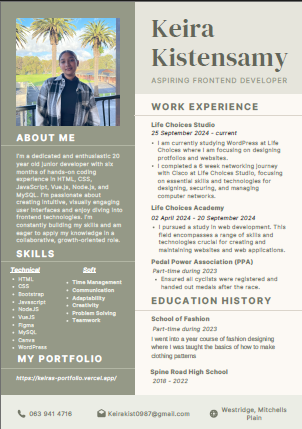 Keira
Kistensamy
ASPIRING FRONTEND DEVELOPER
ABOUT ME
I'm a dedicated and enthusiastic 20
year old junior developer with six
months of hands-on coding
experience in HTML, CSS,
JavaScript, Vue.js, Node.js, and
MySQL. I'm passionate about
creating intuitive, visually engaging
user interfaces and enjoy diving into
frontend technologies. I'm
constantly building my skills and am
eager to apply my knowledge in a
collaborative, growth-oriented role.
SKILLS
Technical
• HTML
• CSS
• Bootstrap
• Javascript
• NodeJS
• VueJS
• Figma
• MySQL
• Canva
• WordPress
Soft
• Time Management
• Communication
• Adaptability
• Creativity
• Problem Solving
• Teamwork
MY PORTFOLIO
https://keiras-portfolio.vercel.app/
WORK EXPERIENCE
Life Choices Studio
25 September 2024 - current
• I am currently studying WordPress at Life
Choices where I am focusing on designing
protfolios and websites.
• I completed a 6 week networking journey
with Cisco at Life Choices Studio, focusing
on essential skills and technologies for
designing, securing, and managing
computer networks.
Life Choices Academy
02 April 2024 - 20 September 2024
• I pursued a study in web development. This
field encompasses a range of skills and
technologies crucial for creating and
maintaining websites and web applications.
Pedal Power Association (PPA)
Part-time during 2023
• Ensured all cyclists were registered and
handed out medals after the race.
EDUCATION HISTORY
School of Fashion
Part-time during 2023
I went into a year course of fashion designing
where i was taught the basics of how to make
clothing patterns
Spine Road High School
2018 - 2022
063 941 4716
Keirakist0987@gmail.com
Westridge, Mitchells
Plain